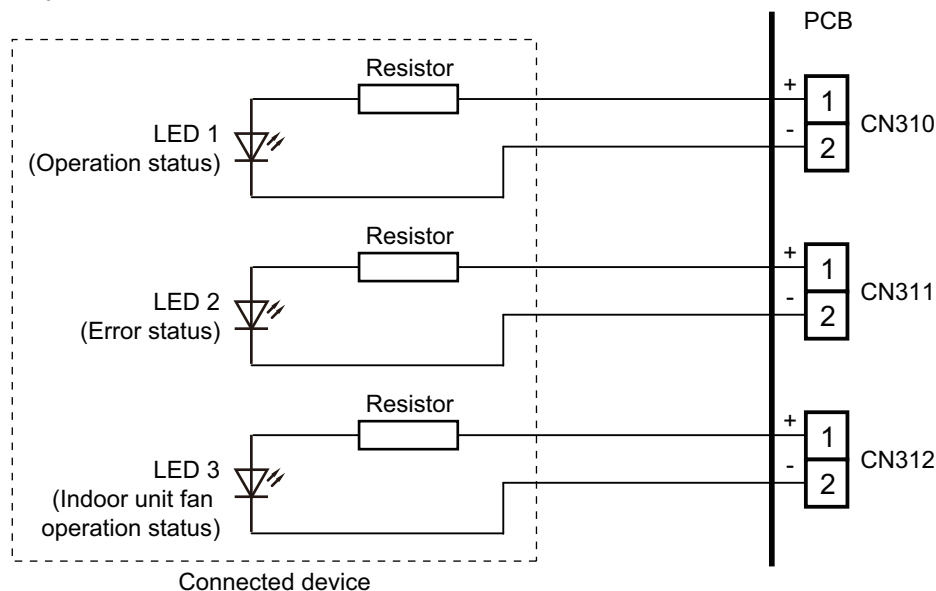 PCB
Resistor
+
1
CN310
-
2
LED 1
(Operation status)
Resistor
+
1
CN311
-
2
LED 2
(Error status)
Resistor
+
1
CN312
-
2
LED 3
(Indoor unit fan
operation status)
Connected device